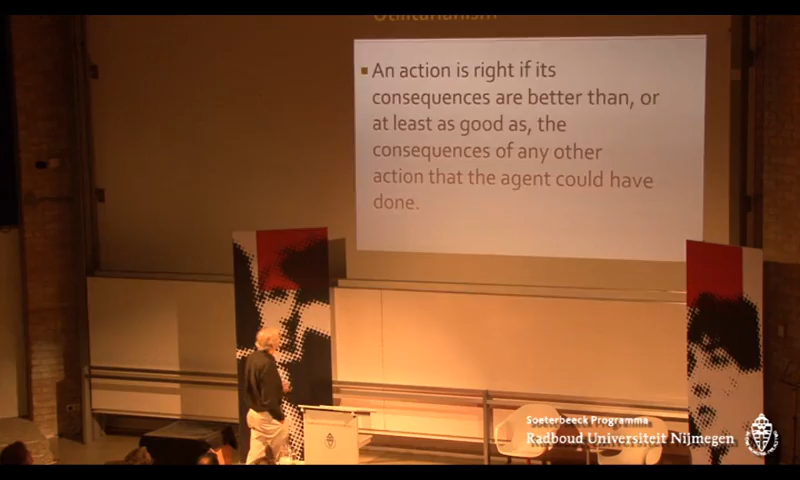 Utilitarianism
An action is right if its
consequences are better than, or
at least as good as, the
consequences of any other
action that the agent could have
done.
Soeterbeeck Programma
Radboud Universiteit Nijmegen